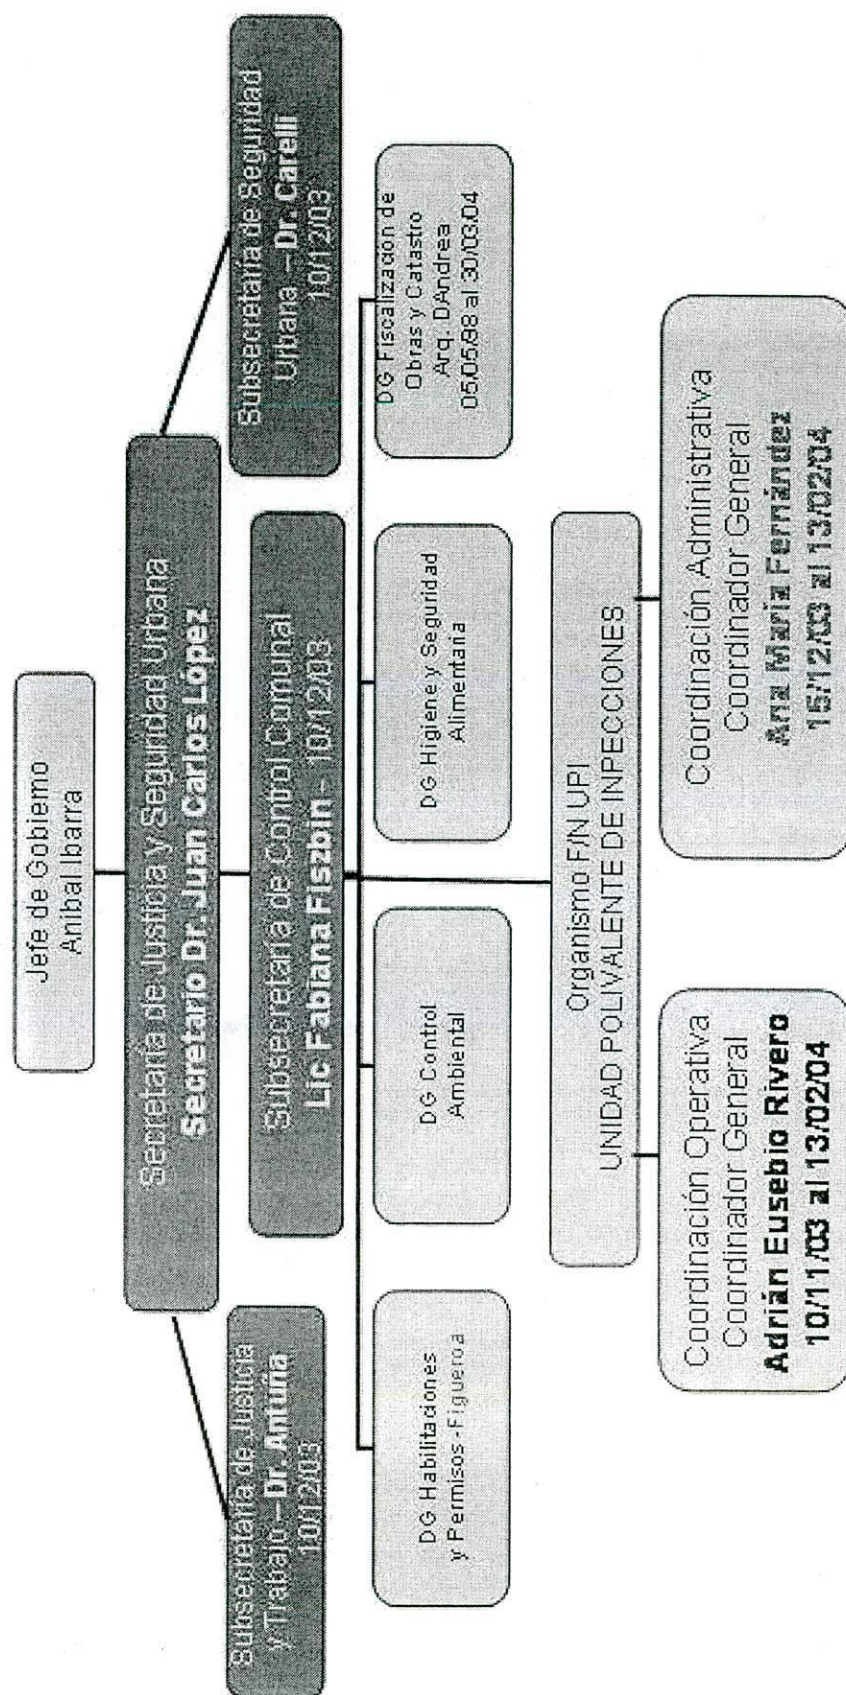 Jefe de Gobierno
Anibal Ibarra
Secretaría de Justicia y Seguridad Urbana
Secretario Dr. Juan Carlos López
Subsecretaría de Justicia
y Trabajo – Dr. Antuña
10/12/03
Subsecretaría de Control Comunal
Lic Fabiana Fiszbin - 10/12/03
Subsecretaría de Seguridad
Urbana – Dr. Carelli
10/12/03
DG Habilitaciones
y Permisos -Figueroa
DG Control
Ambiental
DG Higiene y Seguridad
Alimentaria
DG Fiscalización de
Obras y Catastro
Arq. DAndrea
05/05/98 al 30/03/04
Organismo F/N UPI
UNIDAD POLIVALENTE DE INPECCIONES
Coordinación Operativa
Coordinador General
Adrián Eusebio Rivero
10/11/03 al 13/02/04
Coordinación Administrativa
Coordinador General
Ana María Fernández
15/12/03 al 13/02/04